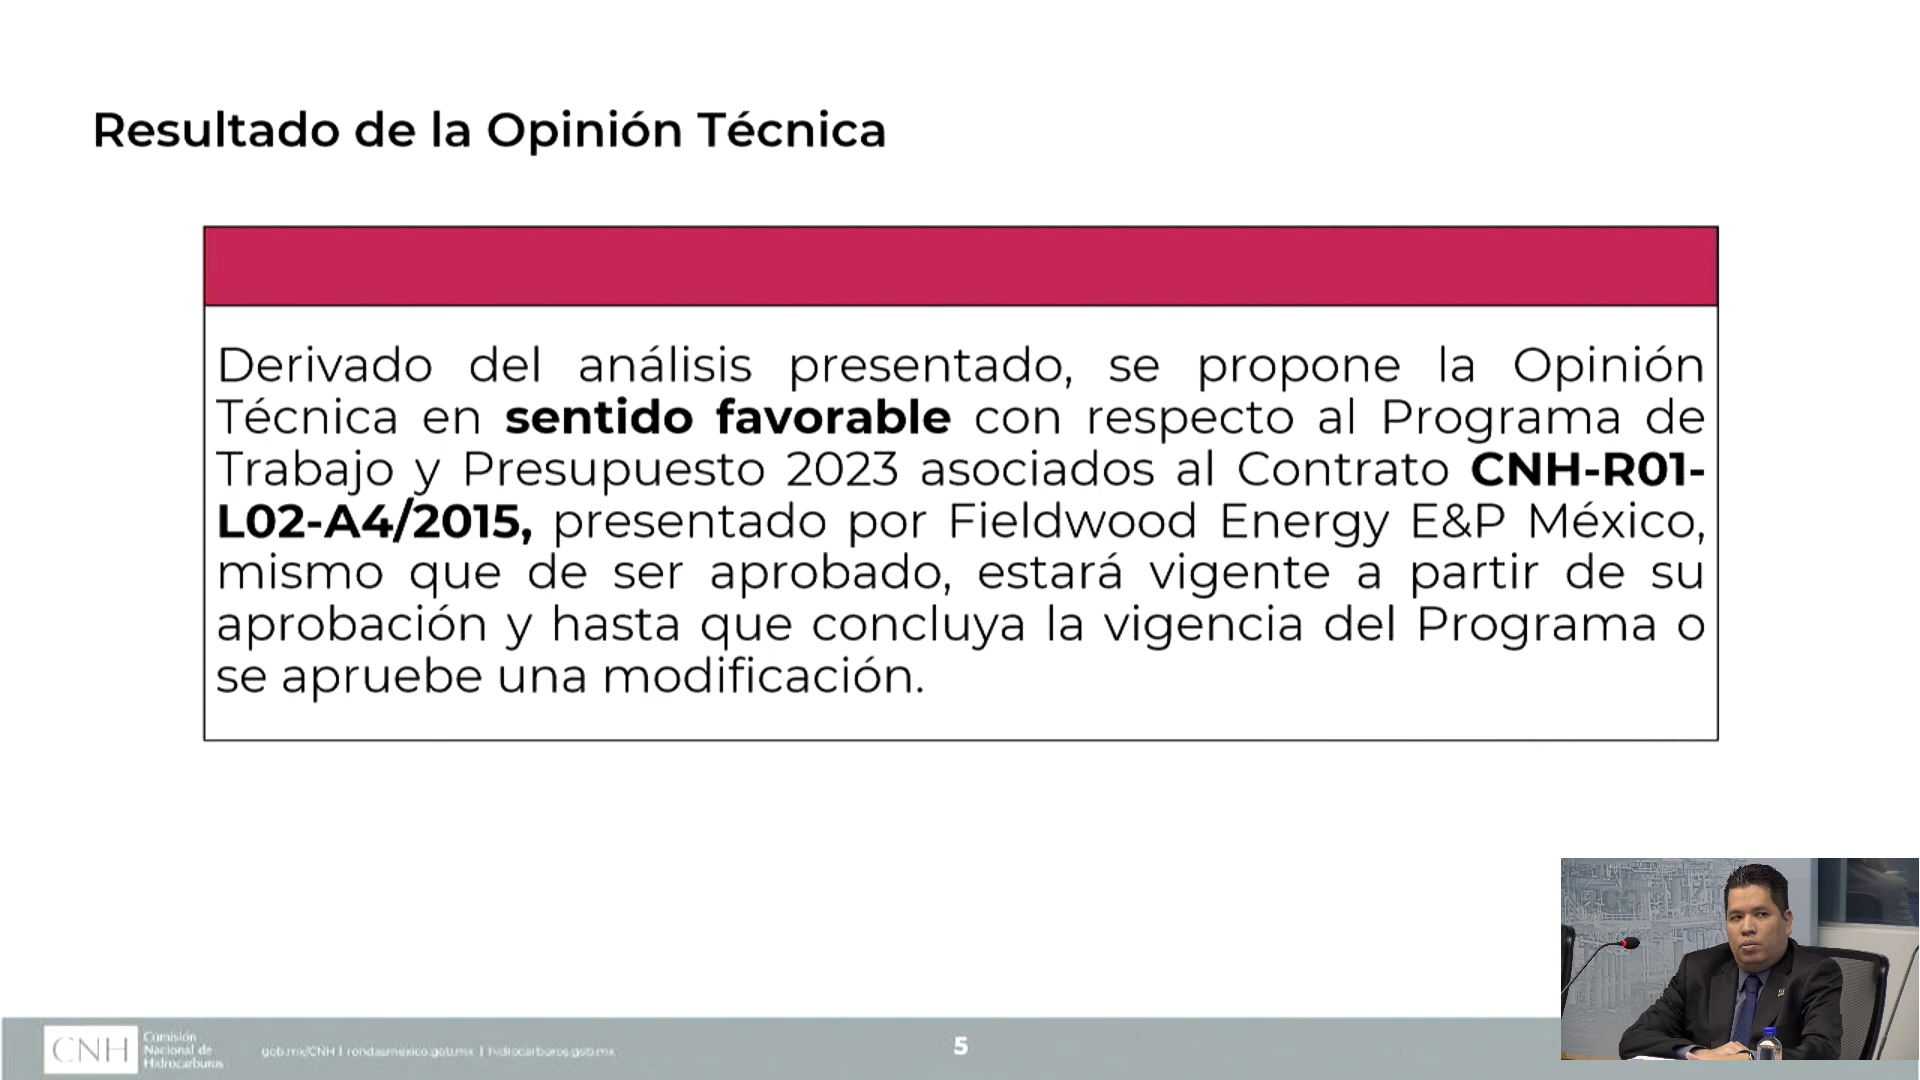 Resultado de la Opinión Técnica
Derivado del análisis presentado, se propone la Opinión
Técnica en sentido favorable con respecto al Programa de
Trabajo y Presupuesto 2023 asociados al Contrato CNH-R01-
L02-A4/2015, presentado por Fieldwood Energy E&P México,
mismo que de ser aprobado, estará vigente a partir de su
aprobación y hasta que concluya la vigencia del Programa o
se apruebe una modificación.
CNH
Comisión
Nacional de
Hidrocarburos
gob.mx/CNH | rondasmexico.gob.mx | hidrocarburos.gob.mx
5